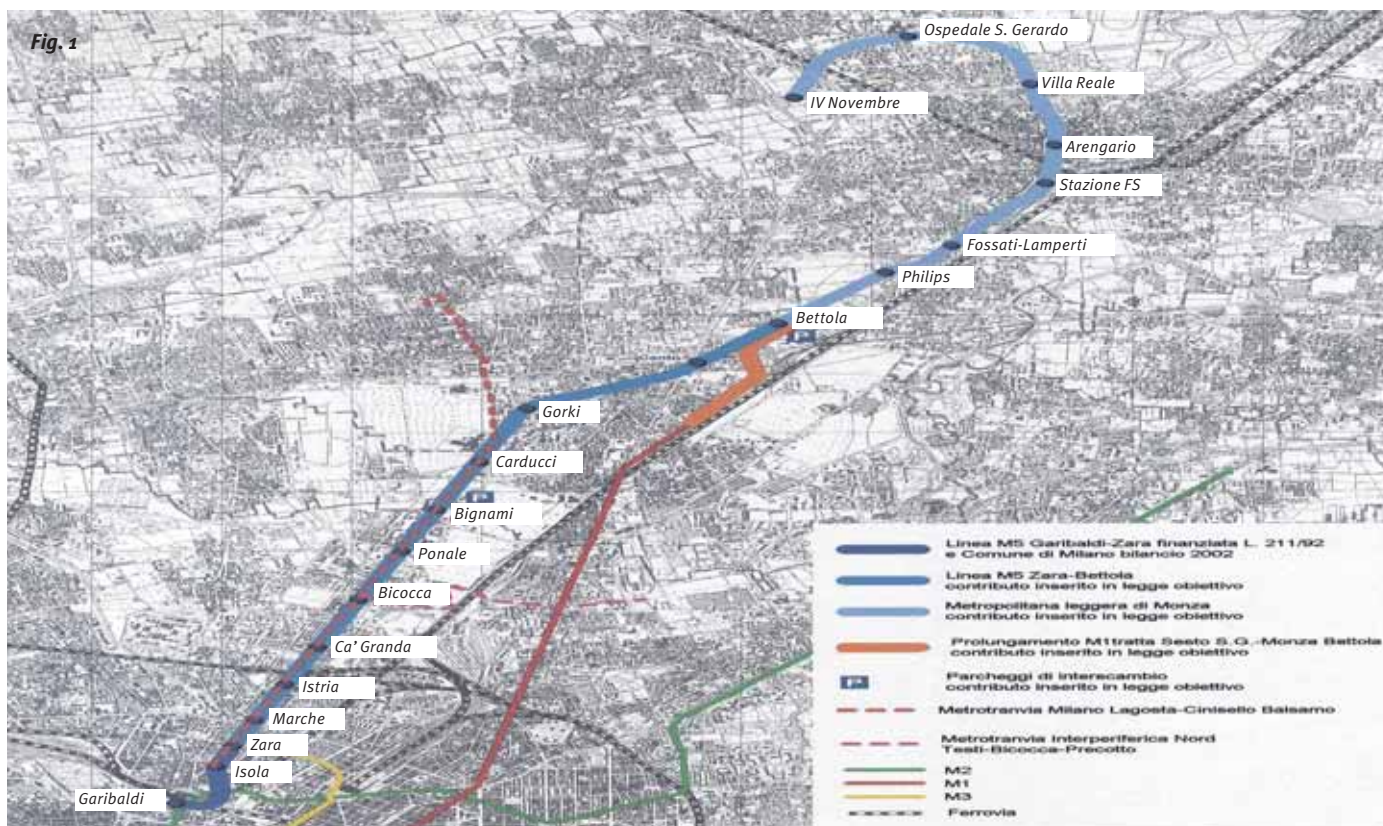 Fig. 1
Ospedale S. Gerardo
Villa Reale
IV Novembre
Arengario
Stazione FS
Fossati-Lamperti
Philips
Bettola
P
Gorki
Carducci
P
Bignami
Ponale
Bicocca
Ca' Granda
Istria
Marche
Zara
Isola
Garibaldi
Linea M5 Garibaldi-Zara finanziata L. 211/92
e Comune di Milano bilancio 2002
Linea M5 Zara-Bettola
contributo inserito in legge obiettivo
Metropolitana leggera di Monza
contributo inserito in legge obiettivo
Prolungamento M1tratta Sesto S.G.-Monza Bettola
contributo inserito in legge obiettivo
P
Parcheggi di interscambio
contributo inserito in legge obiettivo
Metrotranvia Milano Lagosta-Cinisello Balsamo
Metrotranvia Interperiferica Nord
Testi-Bicocca-Precotto
M2
M1
M3
Ferrovia